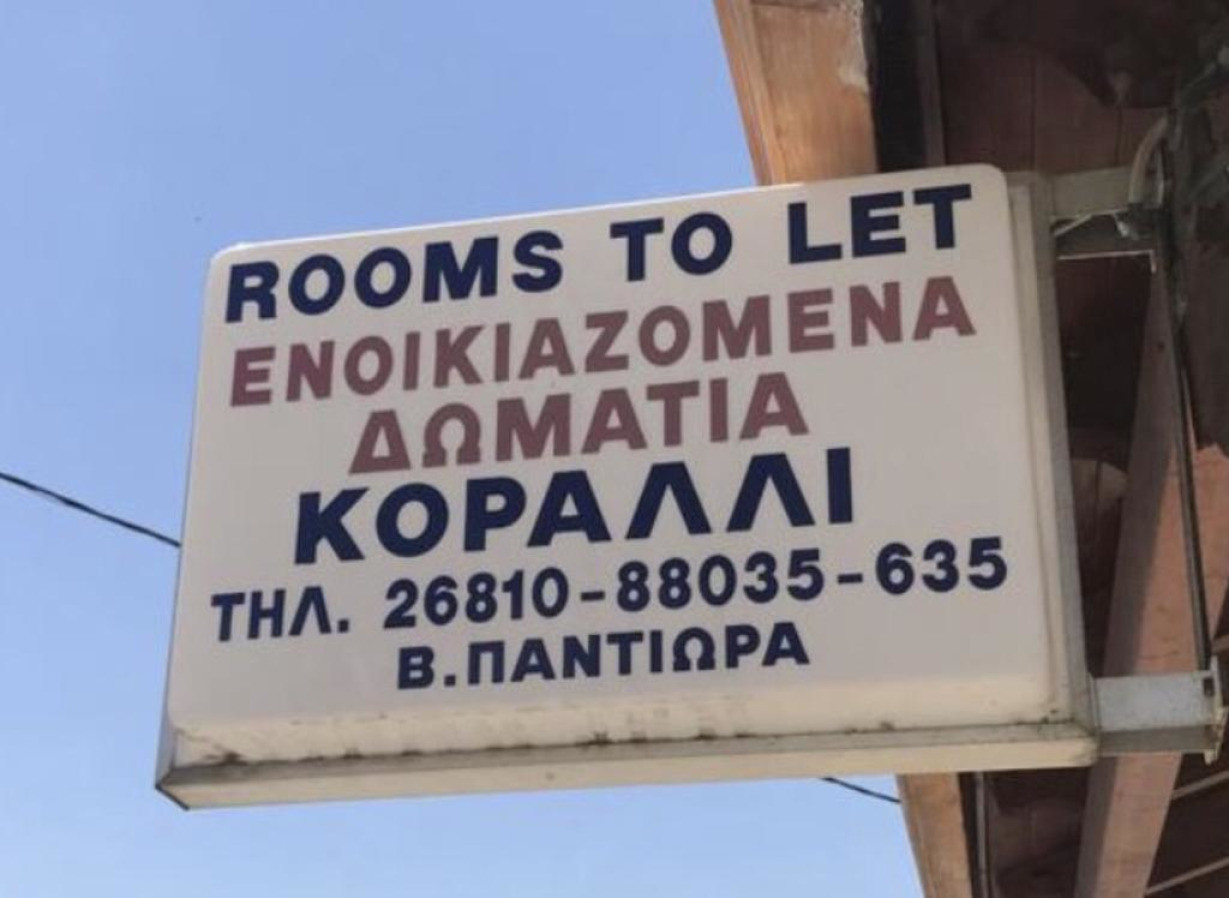 ROOMS TO LET
ΕΝΟΙΚΙΑΖΟΜΕΝΑ
ΔΩΜΑΤΙΑ
ΚΟΡΑΛΛΙ
ΤΗΛ. 26810-88035-635
Β.ΠΑΝΤΙΩΡΑ